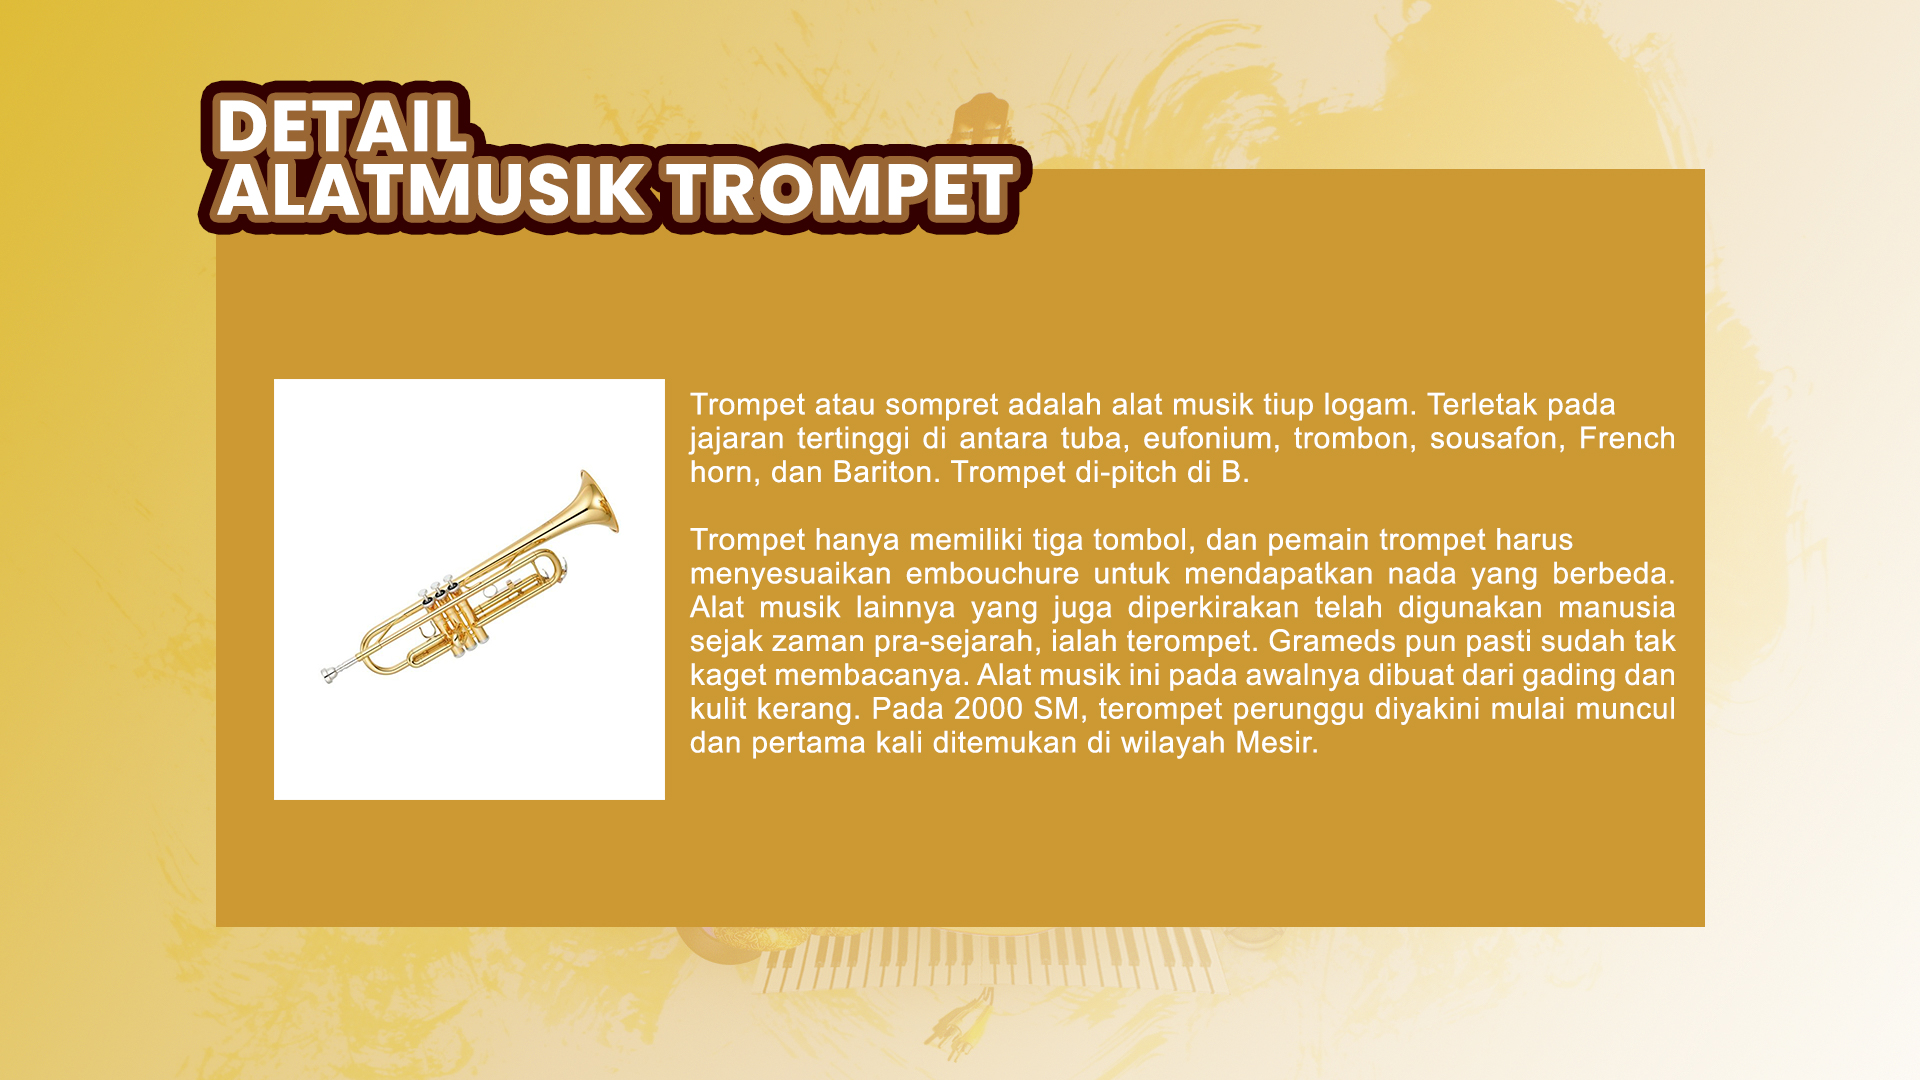 DETAIL
ALATMUSIK TROMPET
Trompet atau sompret adalah alat musik tiup logam. Terletak pada
jajaran tertinggi di antara tuba, eufonium, trombon, sousafon, French
horn, dan Bariton. Trompet di-pitch di B.
Trompet hanya memiliki tiga tombol, dan pemain trompet harus
menyesuaikan embouchure untuk mendapatkan nada yang berbeda.
Alat musik lainnya yang juga diperkirakan telah digunakan manusia
sejak zaman pra-sejarah, ialah terompet. Grameds pun pasti sudah tak
kaget membacanya. Alat musik ini pada awalnya dibuat dari gading dan
kulit kerang. Pada 2000 SM, terompet perunggu diyakini mulai muncul
dan pertama kali ditemukan di wilayah Mesir.